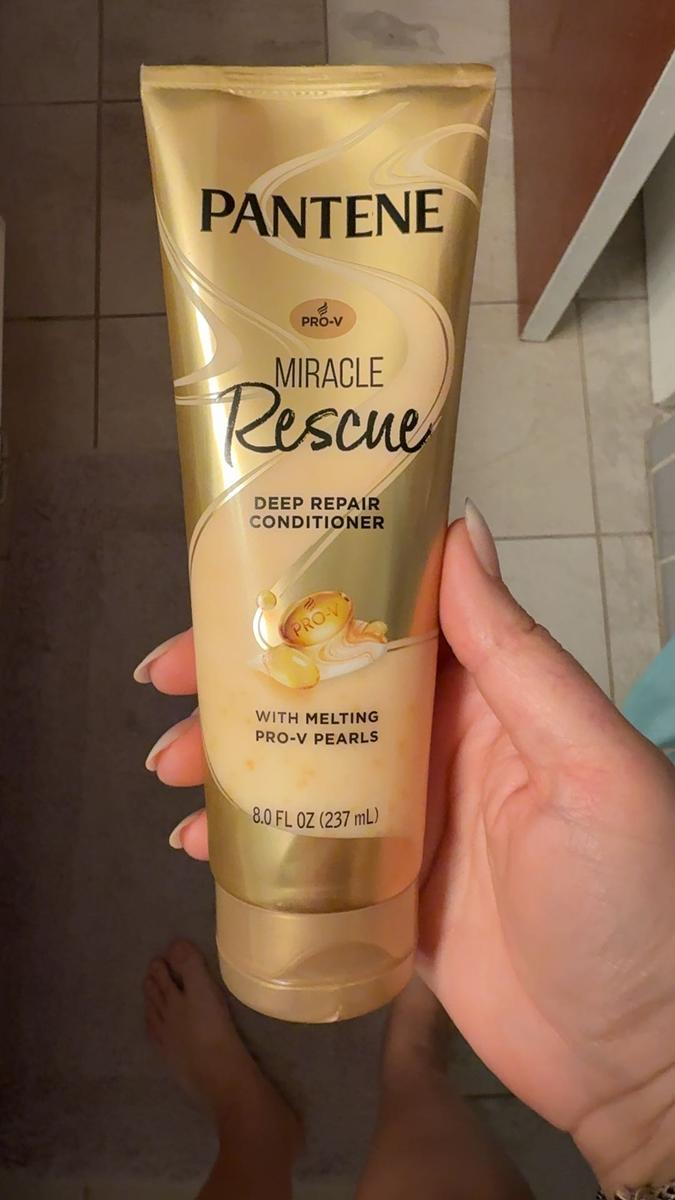 PANTENE
PRO-V
MIRACLE
Rescue
DEEP REPAIR
CONDITIONER
PRO-V
WITH MELTING
PRO-V PEARLS
8.0 FL OZ (237 mL)